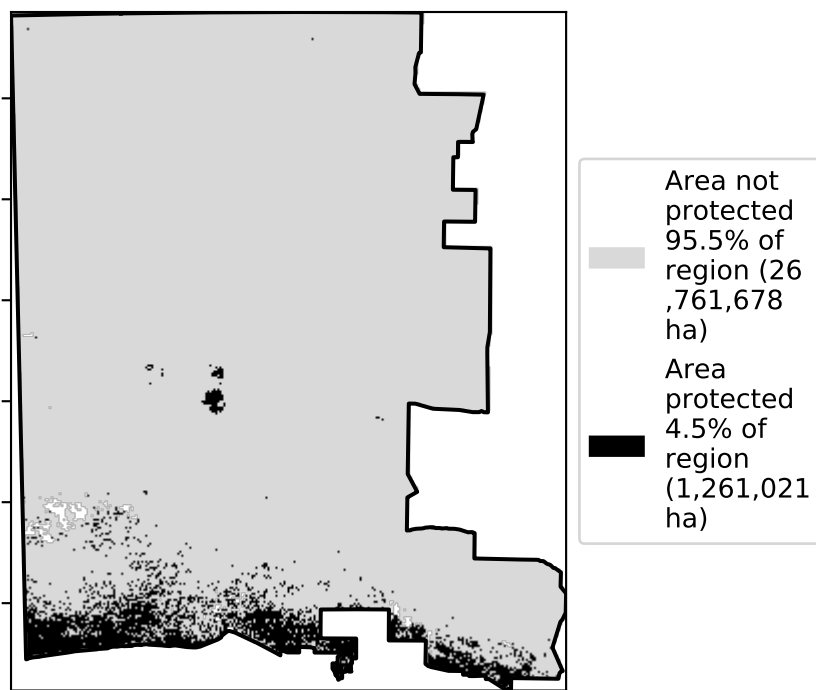 Area not
protected
95.5% of
region (26
,761,678
ha)
Area
protected
4.5% of
region
(1,261,021
ha)